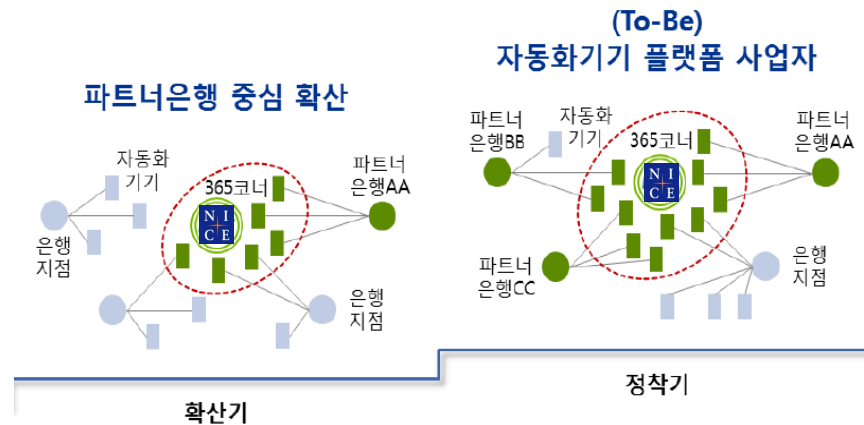 파트너은행 중심 확산
자동화
기기
365코너
NI
CE
파트너
은행AA
은행
지점
은행
지점
확산기
(To-Be)
자동화기기 플랫폼 사업자
파트너
은행BB
자동화
기기
365코너
NI
CE
파트너
은행AA
파트너
은행CC
은행
지점
정착기